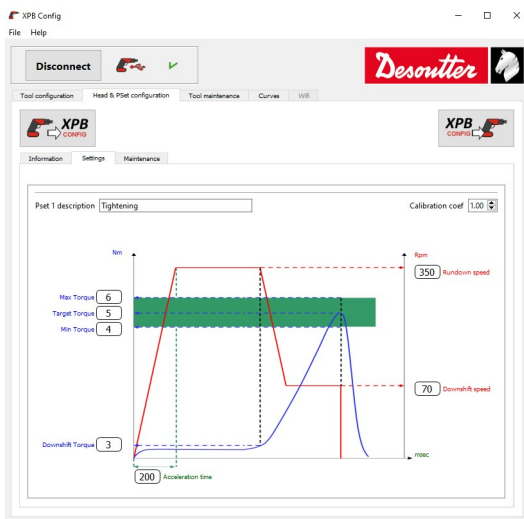 XPB Config
File Help
Disconnect
Desoutter
Tool configuration Head & PSet configuration Tool maintenance Curves Wifi
XPB
CONFIG
XPB
CONFIG
Information Settings Maintenance
Pset 1 description Tightening Calibration coef 1.00
Nm Rpm
350 Rundown speed
Max Torque 6
Target Torque 5
Min Torque 4
70 Downshift speed
Downshift Torque 3
msec
200 Acceleration time